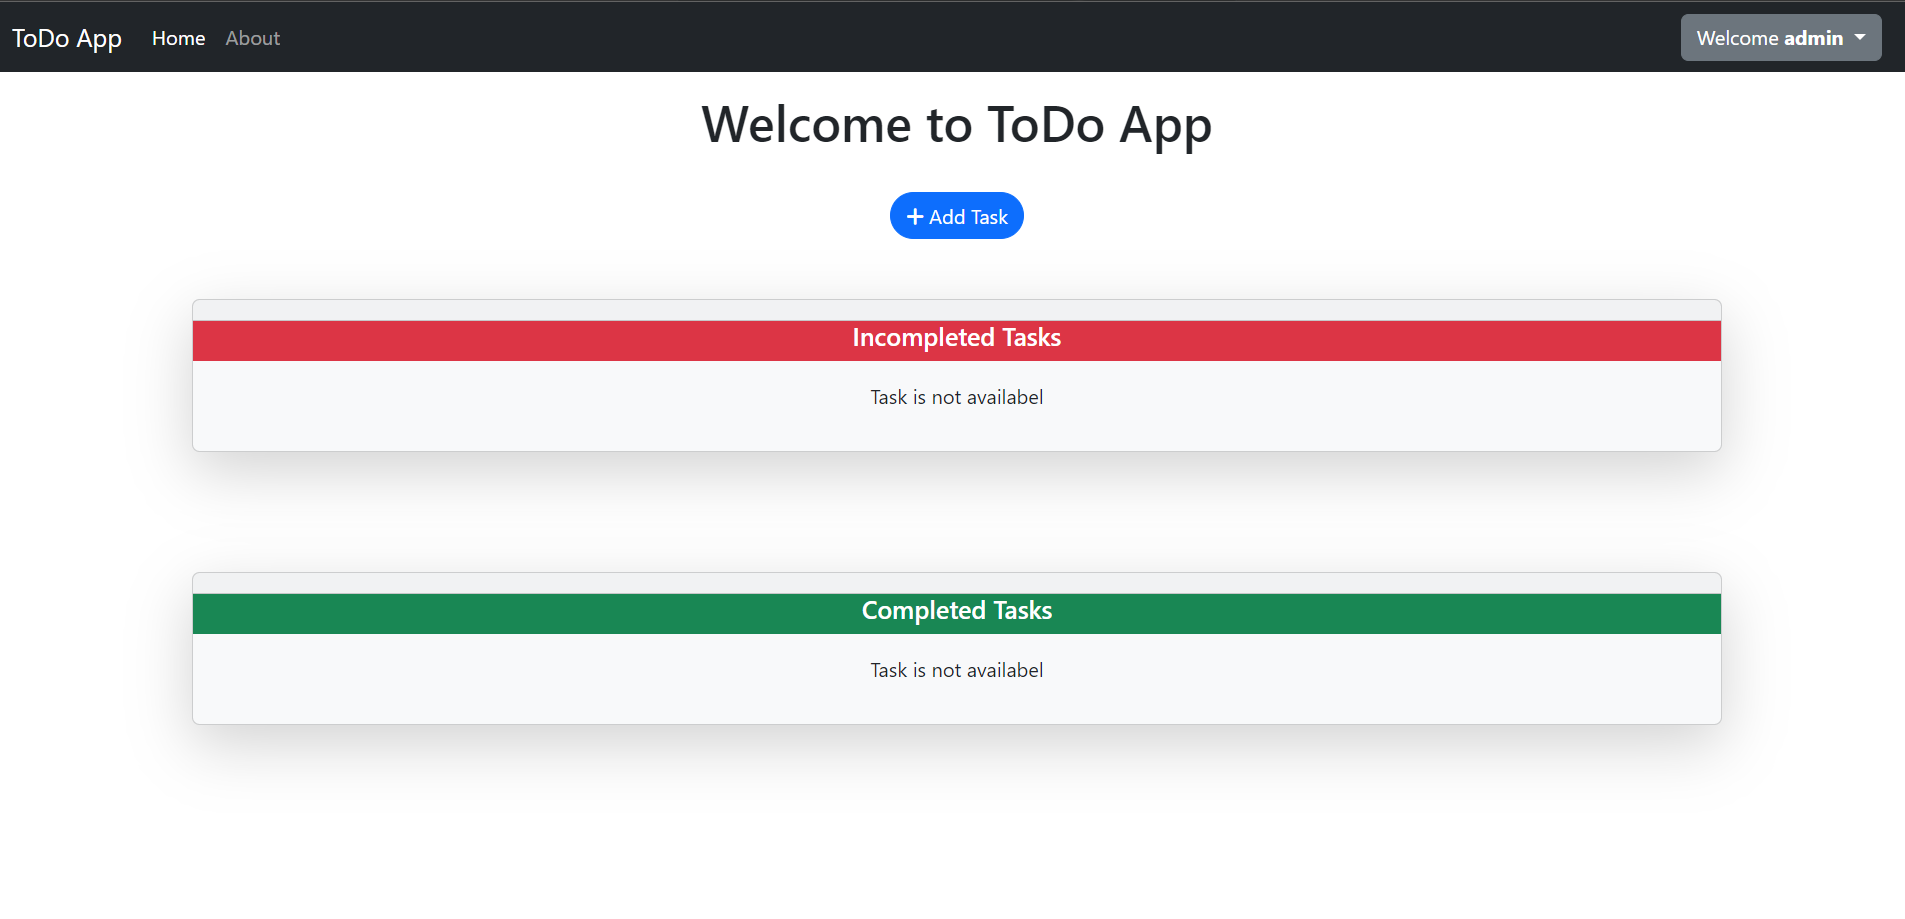 ToDo App Home About Welcome admin
Welcome to ToDo App
Add Task
Incompleted Tasks
Task is not availabel
Completed Tasks
Task is not availabel